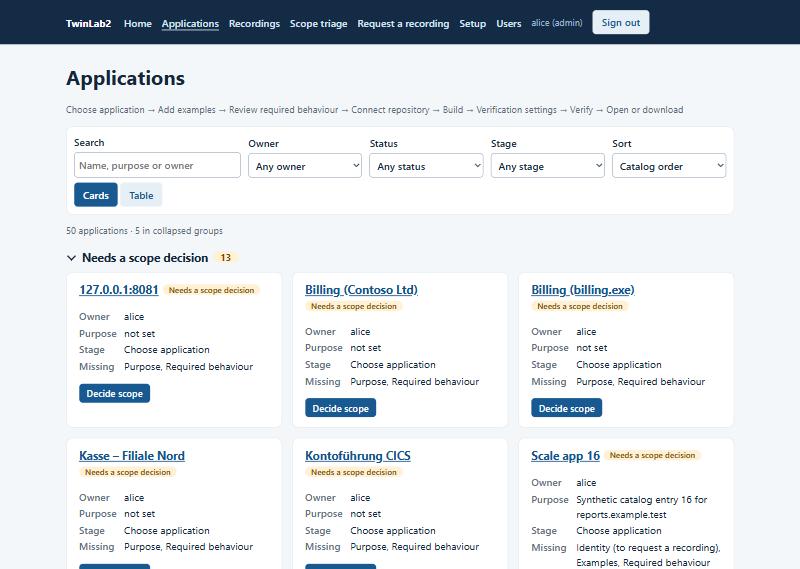 TwinLab2 Home Applications Recordings Scope triage Request a recording Setup Users alice (admin) Sign out
Applications
Choose application → Add examples → Review required behaviour → Connect repository → Build → Verification settings → Verify → Open or download
Search Owner Status Stage Sort
Name, purpose or owner Any owner Any status Any stage Catalog order
Cards Table
50 applications · 5 in collapsed groups
Needs a scope decision 13
127.0.0.1:8081 Needs a scope decision
Owner alice
Purpose not set
Stage Choose application
Missing Purpose, Required behaviour
Decide scope
Billing (Contoso Ltd)
Needs a scope decision
Owner alice
Purpose not set
Stage Choose application
Missing Purpose, Required behaviour
Decide scope
Billing (billing.exe)
Needs a scope decision
Owner alice
Purpose not set
Stage Choose application
Missing Purpose, Required behaviour
Decide scope
Kasse – Filiale Nord
Needs a scope decision
Owner alice
Purpose not set
Stage Choose application
Missing Purpose, Required behaviour
Kontoführung CICS
Needs a scope decision
Owner alice
Purpose not set
Stage Choose application
Missing Purpose, Required behaviour
Scale app 16 Needs a scope decision
Owner alice
Purpose Synthetic catalog entry 16 for
reports.example.test
Stage Choose application
Missing Identity (to request a recording),
Examples, Required behaviour